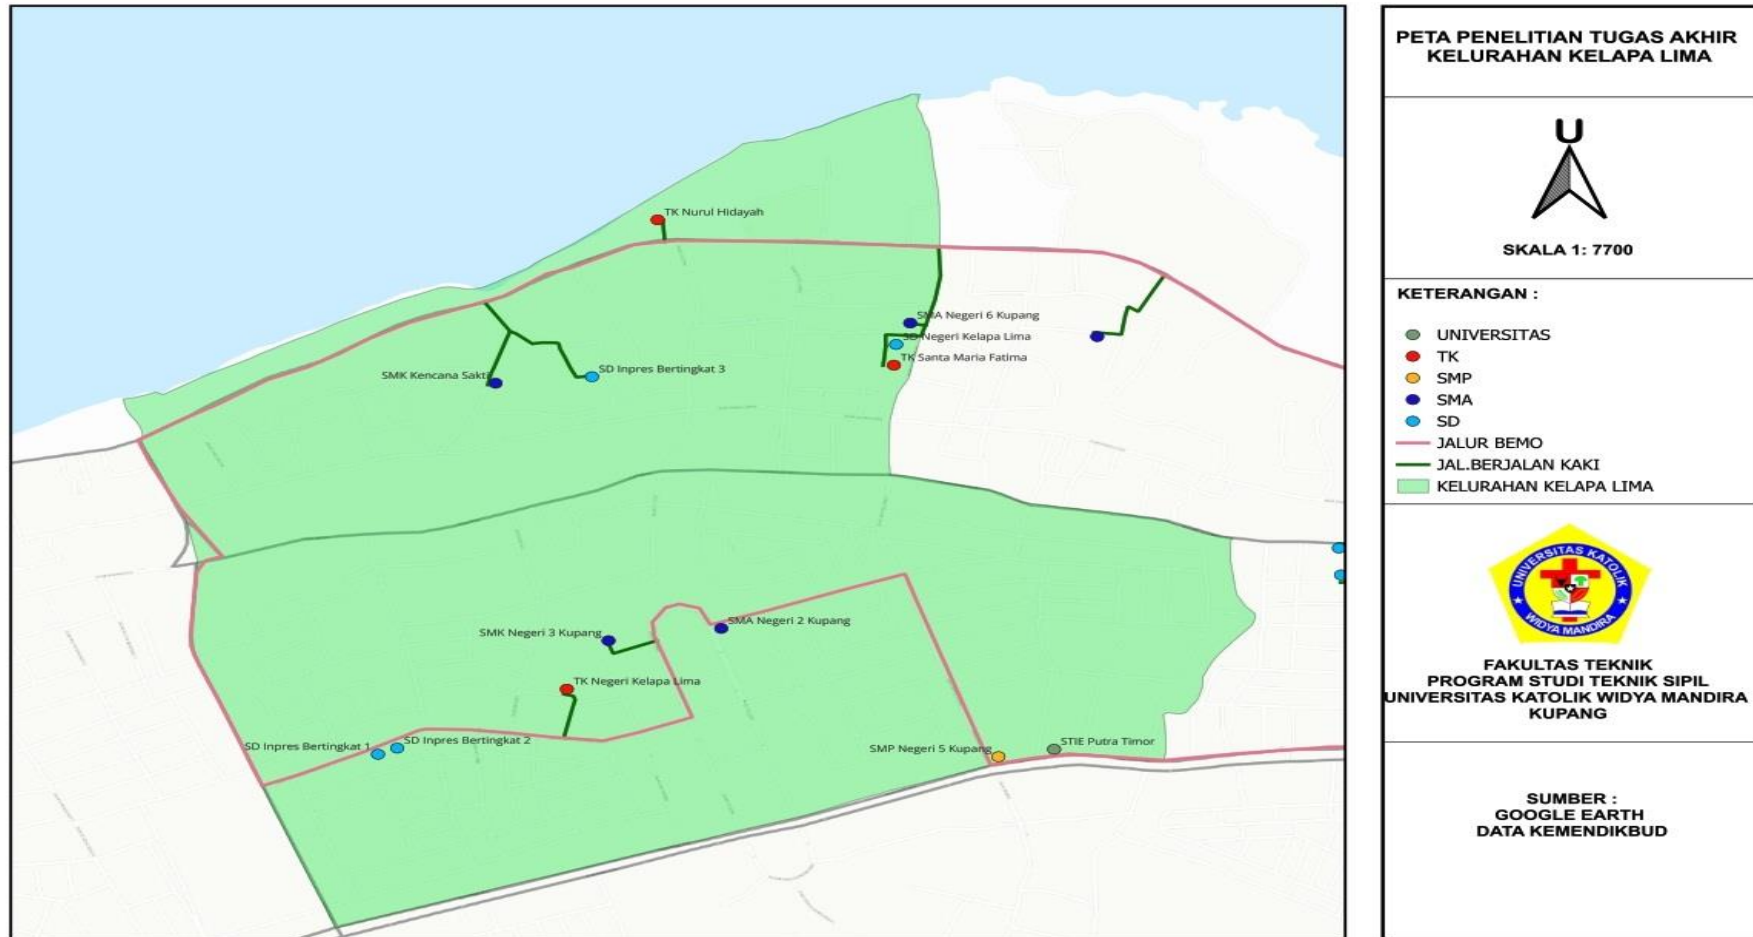 TK Nurul Hidayah
SMA Negeri 6 Kupang
SD Negeri Kelapa Lima
TK Santa Maria Fatima
SMK Kencana Sakti
SD Inpres Bertingkat 3
SMK Negeri 3 Kupang
SMA Negeri 2 Kupang
TK Negeri Kelapa Lima
SD Inpres Bertingkat 1
SD Inpres Bertingkat 2
SMP Negeri 5 Kupang
STIE Putra Timor
PETA PENELITIAN TUGAS AKHIR
KELURAHAN KELAPA LIMA
U
SKALA 1: 7700
KETERANGAN :
UNIVERSITAS
TK
SMP
SMA
SD
JALUR BEMO
JAL.BERJALAN KAKI
KELURAHAN KELAPA LIMA
UNIVERSITAS KATOLIK
WIDYA MANDIRA
FAKULTAS TEKNIK
PROGRAM STUDI TEKNIK SIPIL
UNIVERSITAS KATOLIK WIDYA MANDIRA
KUPANG
SUMBER :
GOOGLE EARTH
DATA KEMENDIKBUD